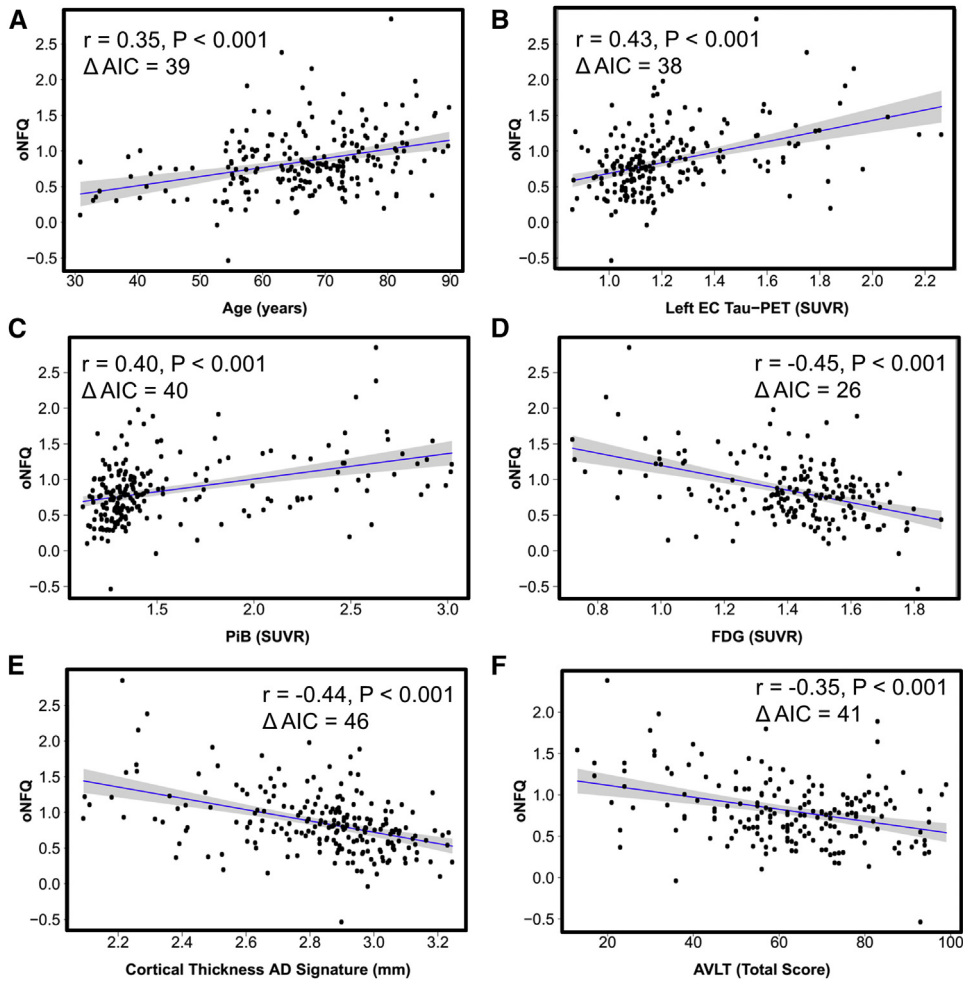 A
r = 0.35, P < 0.001
Δ AIC = 39
oNFQ
2.5
2.0
1.5
1.0
0.5
0.0
−0.5
30 40 50 60 70 80 90
Age (years)
B
r = 0.43, P < 0.001
Δ AIC = 38
oNFQ
2.5
2.0
1.5
1.0
0.5
0.0
−0.5
1.0 1.2 1.4 1.6 1.8 2.0 2.2
Left EC Tau−PET (SUVR)
C
r = 0.40, P < 0.001
Δ AIC = 40
oNFQ
2.5
2.0
1.5
1.0
0.5
0.0
−0.5
1.5 2.0 2.5 3.0
PiB (SUVR)
D
r = -0.45, P < 0.001
Δ AIC = 26
oNFQ
2.5
2.0
1.5
1.0
0.5
0.0
−0.5
0.8 1.0 1.2 1.4 1.6 1.8
FDG (SUVR)
E
r = -0.44, P < 0.001
Δ AIC = 46
oNFQ
2.5
2.0
1.5
1.0
0.5
0.0
−0.5
2.2 2.4 2.6 2.8 3.0 3.2
Cortical Thickness AD Signature (mm)
F
r = -0.35, P < 0.001
Δ AIC = 41
oNFQ
2.0
1.5
1.0
0.5
0.0
−0.5
20 40 60 80 100
AVLT (Total Score)